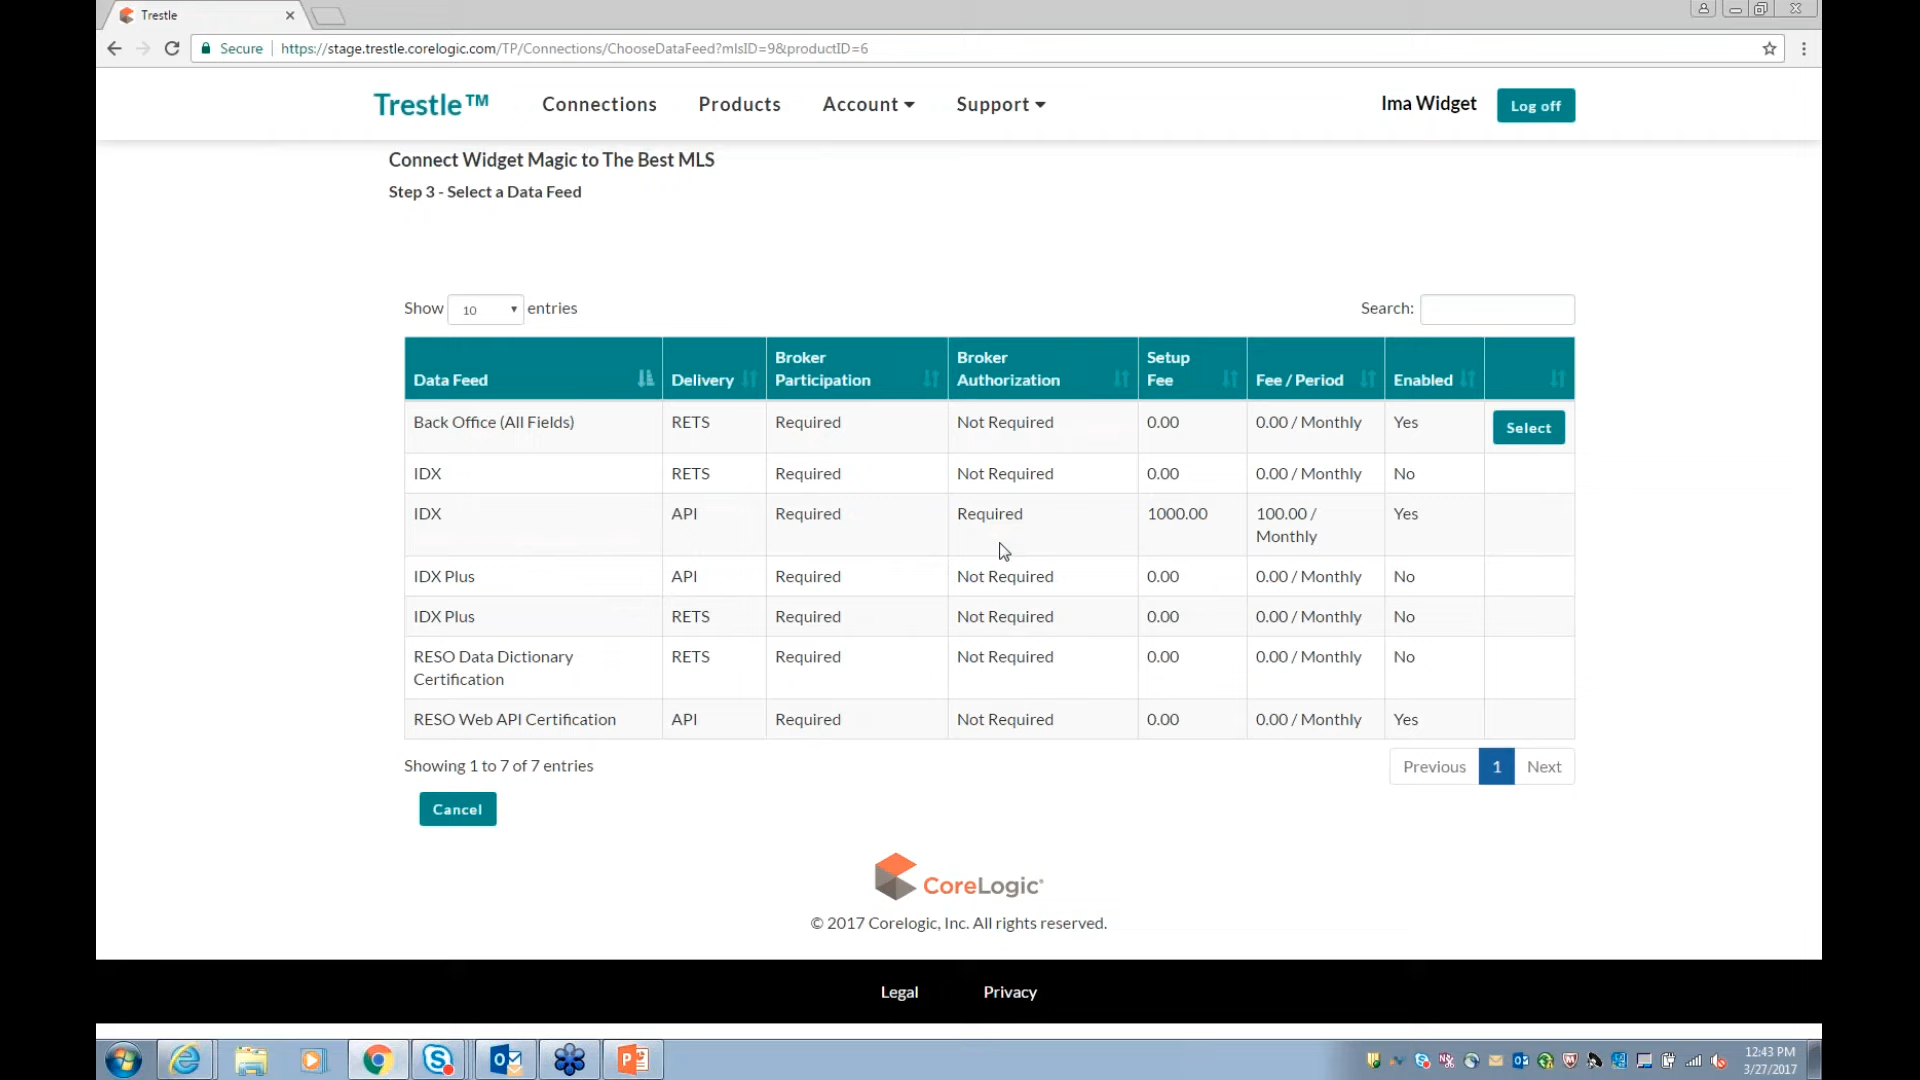 Trestle
Secure https://stage.trestle.corelogic.com/TP/Connections/ChooseDataFeed?mlsID=9&productID=6
Trestle™ Connections Products Account Support Ima Widget Log off
Connect Widget Magic to The Best MLS
Step 3 - Select a Data Feed
Show 10 entries Search:
Data Feed Delivery Broker Participation Broker Authorization Setup Fee Fee / Period Enabled
Back Office (All Fields) RETS Required Not Required 0.00 0.00 / Monthly Yes Select
IDX RETS Required Not Required 0.00 0.00 / Monthly No
IDX API Required Required 1000.00 100.00 / Monthly Yes
IDX Plus API Required Not Required 0.00 0.00 / Monthly No
IDX Plus RETS Required Not Required 0.00 0.00 / Monthly No
RESO Data Dictionary Certification RETS Required Not Required 0.00 0.00 / Monthly No
RESO Web API Certification API Required Not Required 0.00 0.00 / Monthly Yes
Showing 1 to 7 of 7 entries Previous 1 Next
Cancel
CoreLogic®
© 2017 Corelogic, Inc. All rights reserved.
Legal Privacy
12:43 PM
3/27/2017